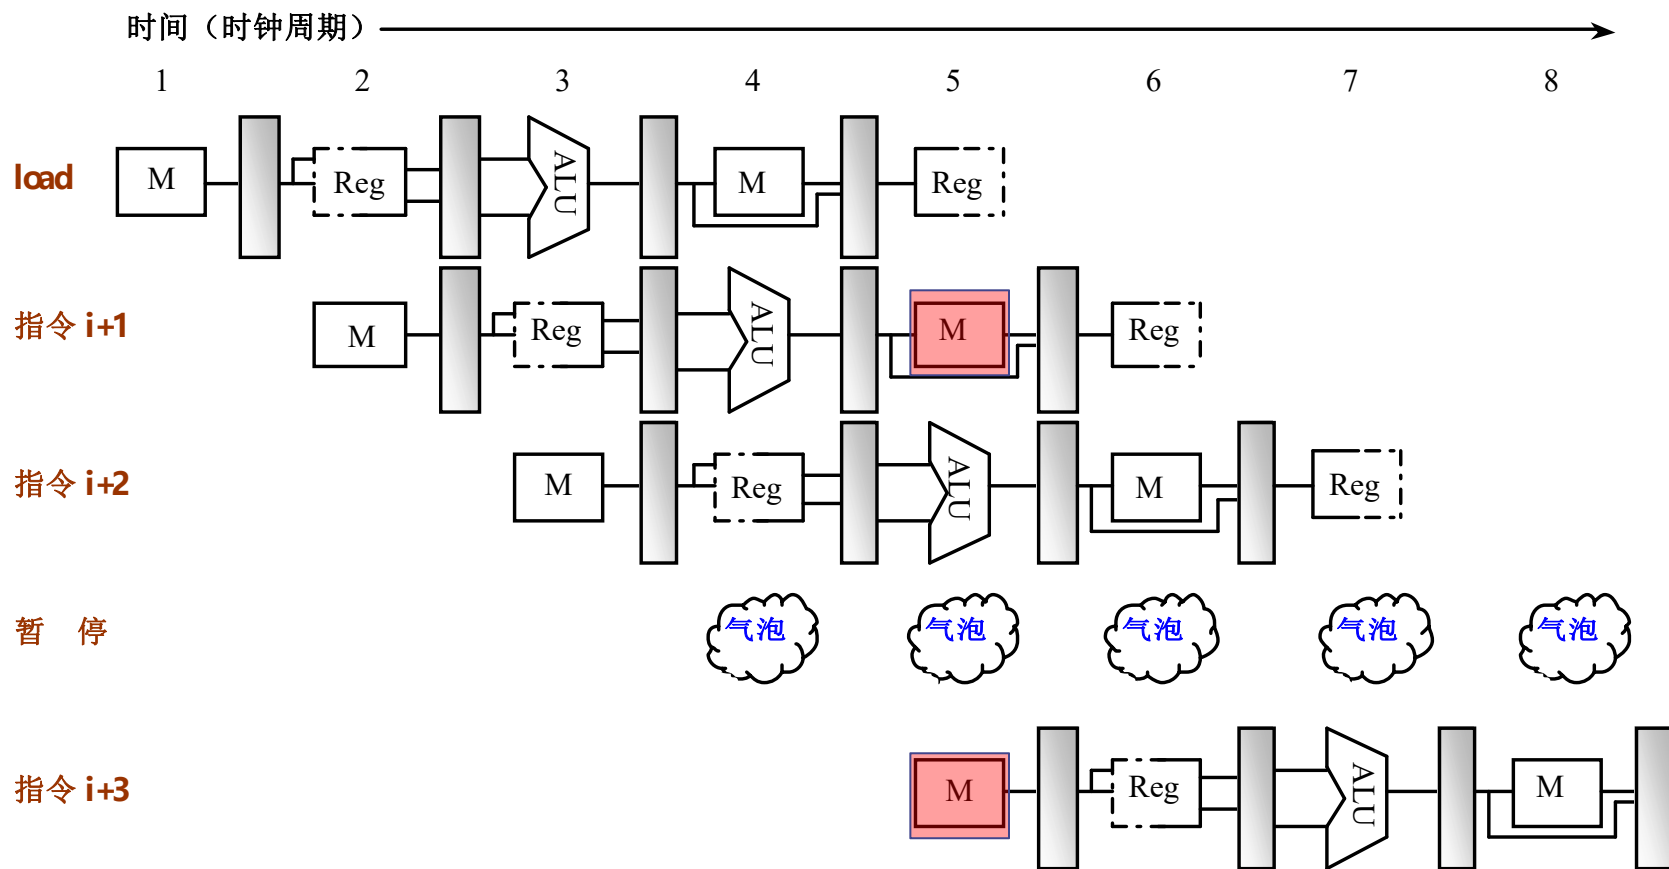 时间（时钟周期）
1 2 3 4 5 6 7 8
load M Reg ALU M Reg
指令 i+1 M Reg ALU M Reg
指令 i+2 M Reg ALU M Reg
暂 停 气泡 气泡 气泡 气泡 气泡
指令 i+3 M Reg ALU M